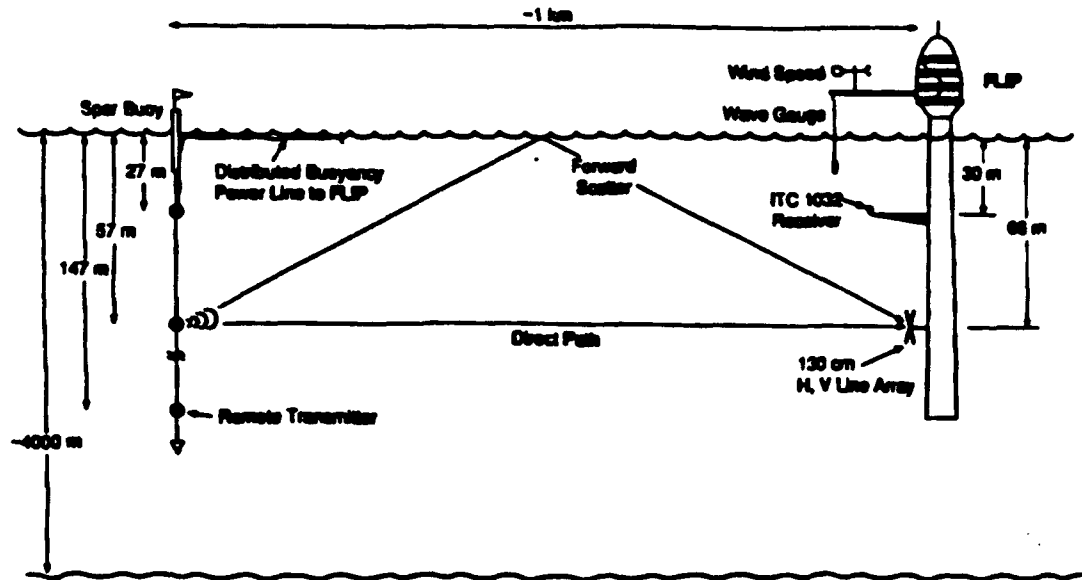 ~1 km
Wind Speed
FLIP
Spar Buoy
Wave Gauge
27 m
Distributed Buoyancy
Power Line to FLIP
Forward
Scatter
30 m
ITC 1032
Receiver
57 m
66 m
147 m
Direct Path
130 cm
H, V Line Array
Remote Transmitter
~4000 m